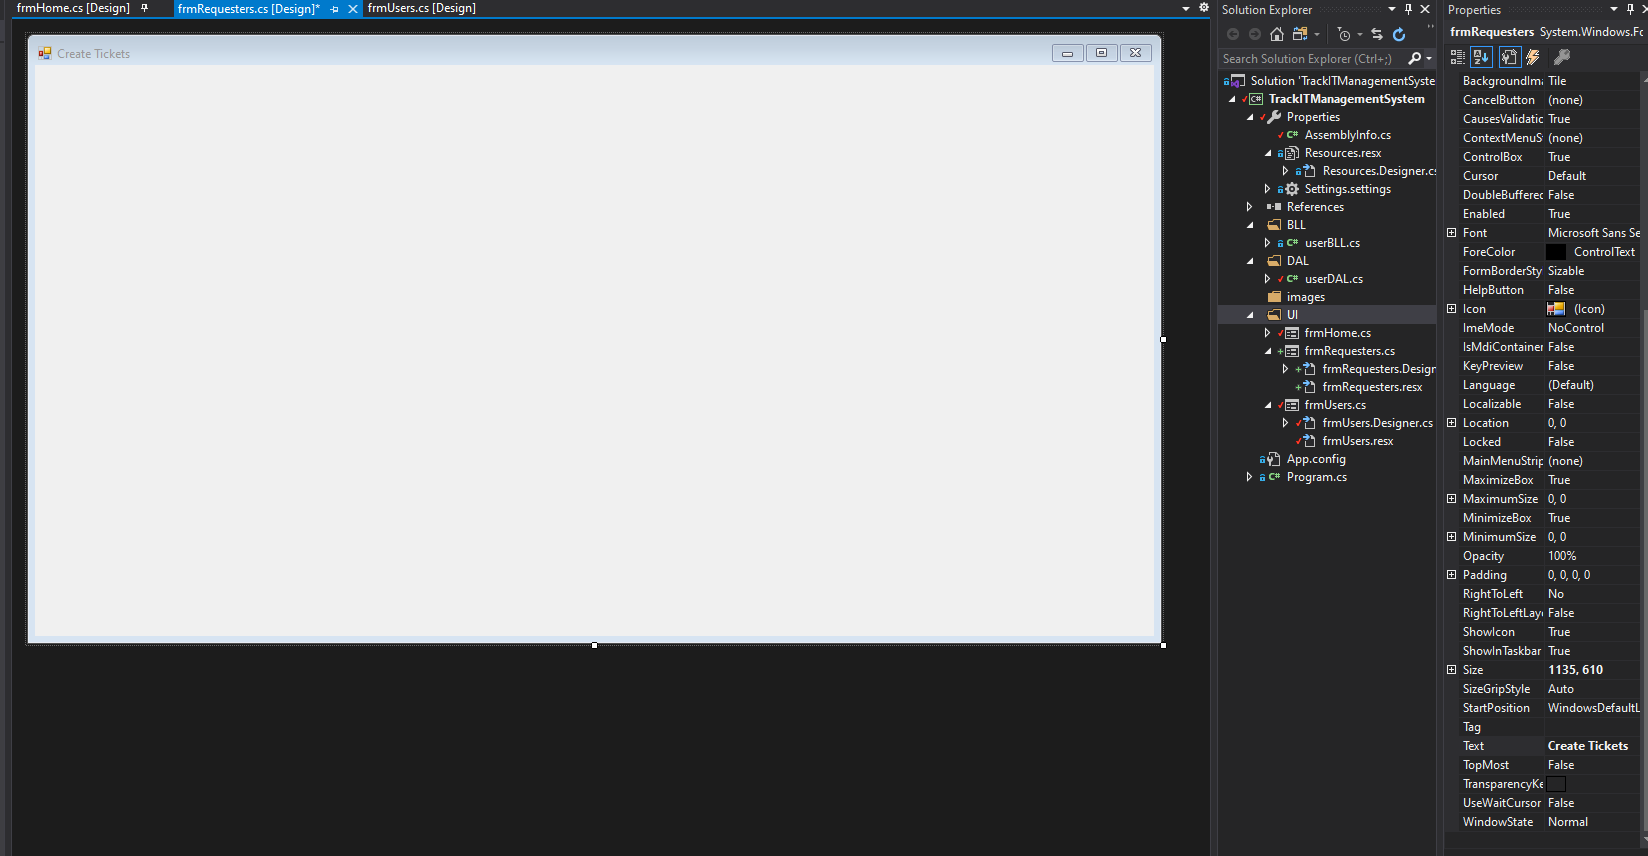 frmHome.cs [Design]
frmRequesters.cs [Design]*
frmUsers.cs [Design]
Create Tickets
Solution Explorer
Search Solution Explorer (Ctrl+;)
Solution 'TrackITManagementSyste
TrackITManagementSystem
Properties
AssemblyInfo.cs
Resources.resx
Resources.Designer.cs
Settings.settings
References
BLL
userBLL.cs
DAL
userDAL.cs
images
UI
frmHome.cs
frmRequesters.cs
frmRequesters.Design
frmRequesters.resx
frmUsers.cs
frmUsers.Designer.cs
frmUsers.resx
App.config
Program.cs
Properties
frmRequesters System.Windows.Fo
BackgroundIma Tile
CancelButton (none)
CausesValidatic True
ContextMenuS (none)
ControlBox True
Cursor Default
DoubleBuffered False
Enabled True
Font Microsoft Sans Se
ForeColor ControlText
FormBorderSty Sizable
HelpButton False
Icon (Icon)
ImeMode NoControl
IsMdiContainer False
KeyPreview False
Language (Default)
Localizable False
Location 0, 0
Locked False
MainMenuStrip (none)
MaximizeBox True
MaximumSize 0, 0
MinimizeBox True
MinimumSize 0, 0
Opacity 100%
Padding 0, 0, 0, 0
RightToLeft No
RightToLeftLay False
ShowIcon True
ShowInTaskbar True
Size 1135, 610
SizeGripStyle Auto
StartPosition WindowsDefaultL
Tag
Text Create Tickets
TopMost False
TransparencyKe
UseWaitCursor False
WindowState Normal